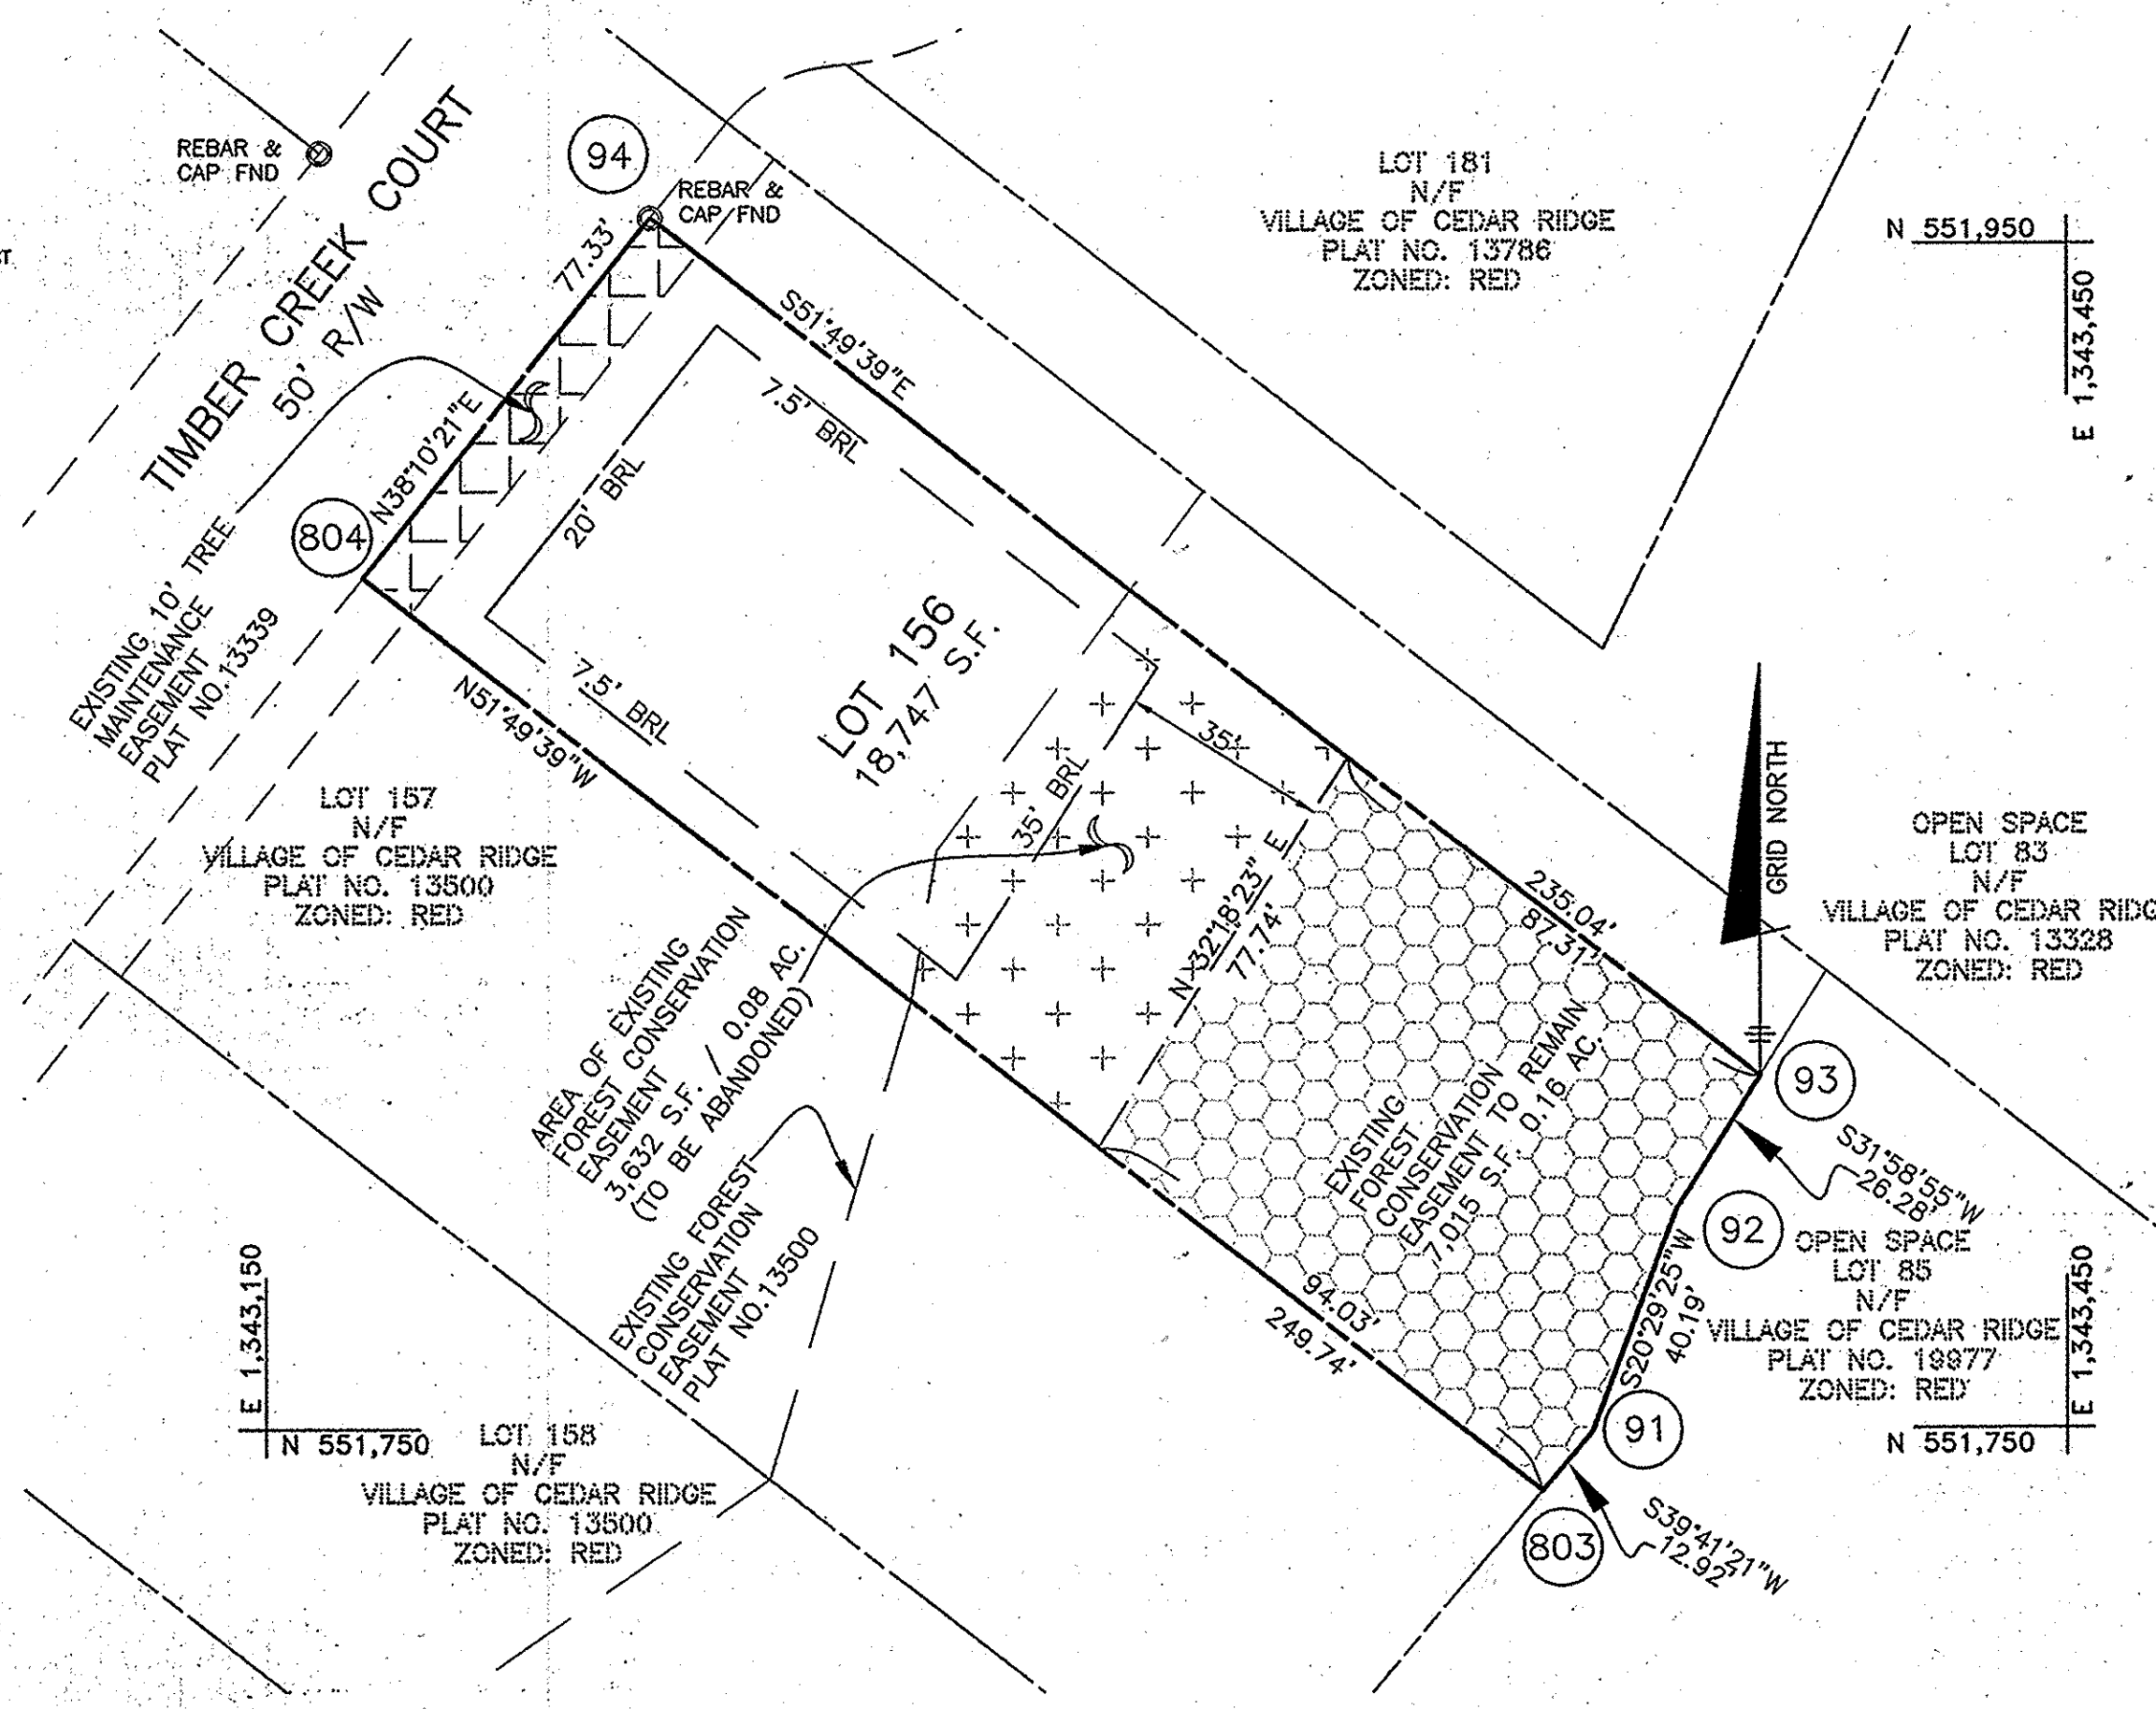 REBAR &
CAP FND
94
REBAR &
CAP FND
LOT 181
N/F
VILLAGE OF CEDAR RIDGE
PLAT NO. 13786
ZONED: RED
N 551,950
E 1,343,450
TIMBER CREEK COURT
50' R/W
77.33'
N38°10'21"E
S51°49'39"E
7.5' BRL
20' BRL
804
EXISTING 10' TREE
MAINTENANCE
EASEMENT
PLAT NO.13339
N51°49'39"W
7.5' BRL
LOT 156
18,747 S.F.
35'
35' BRL
LOT 157
N/F
VILLAGE OF CEDAR RIDGE
PLAT NO. 13500
ZONED: RED
N 32°18'23" E
77.74'
235.04'
87.31'
GRID NORTH
OPEN SPACE
LOT 83
N/F
VILLAGE OF CEDAR RIDG
PLAT NO. 13328
ZONED: RED
AREA OF EXISTING
FOREST CONSERVATION
EASEMENT
3,632 S.F. / 0.08 AC.
(TO BE ABANDONED)
EXISTING FOREST
CONSERVATION
EASEMENT
PLAT NO.13500
EXISTING
FOREST
CONSERVATION
EASEMENT TO REMAIN
7,015 S.F. 0.16 AC.
93
S31°58'55"W
26.28'
92
OPEN SPACE
LOT 85
N/F
VILLAGE OF CEDAR RIDGE
PLAT NO. 19977
ZONED: RED
S20°29'25"W
40.19'
94.03'
249.74'
91
E 1,343,450
N 551,750
E 1,343,150
N 551,750
LOT 158
N/F
VILLAGE OF CEDAR RIDGE
PLAT NO. 13500
ZONED: RED
803
S39°41'21"W
12.92'